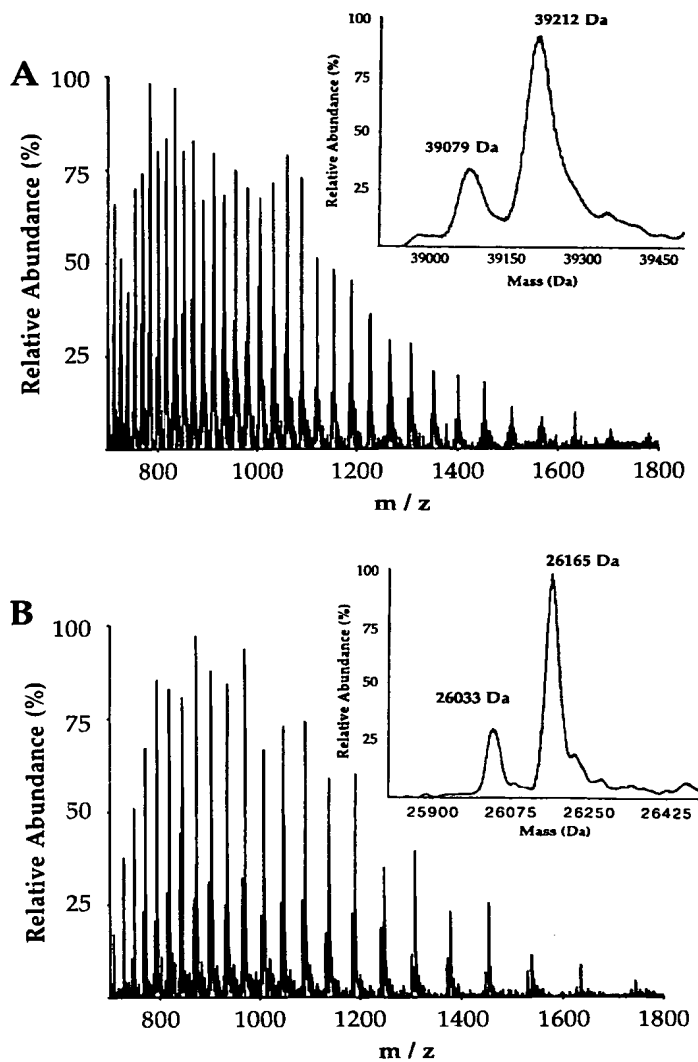 A
Relative Abundance (%)
100
75
50
25
800 1000 1200 1400 1600 1800
m / z
39212 Da
39079 Da
Relative Abundance (%)
100
75
50
25
39000 39150 39300 39450
Mass (Da)
B
Relative Abundance (%)
100
75
50
25
800 1000 1200 1400 1600 1800
m / z
26165 Da
26033 Da
Relative Abundance (%)
100
75
50
25
25900 26075 26250 26425
Mass (Da)